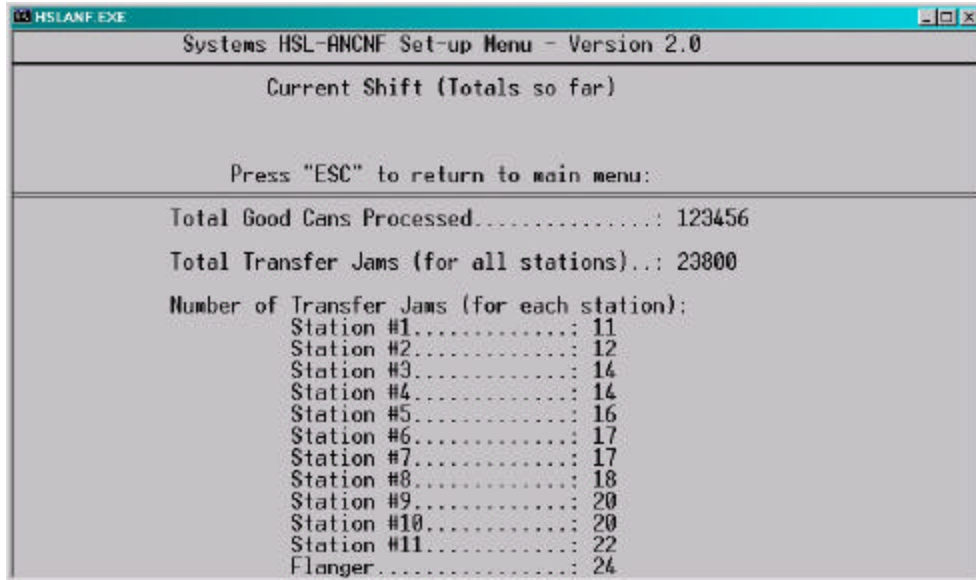 HSLANF.EXE
Systems HSL-ANCNF Set-up Menu - Version 2.0
Current Shift (Totals so far)
Press "ESC" to return to main menu:
Total Good Cans Processed...............: 123456
Total Transfer Jams (for all stations)..: 23800
Number of Transfer Jams (for each station):
Station #1.............: 11
Station #2.............: 12
Station #3.............: 14
Station #4.............: 14
Station #5.............: 16
Station #6.............: 17
Station #7.............: 17
Station #8.............: 18
Station #9.............: 20
Station #10............: 20
Station #11............: 22
Flanger................: 24